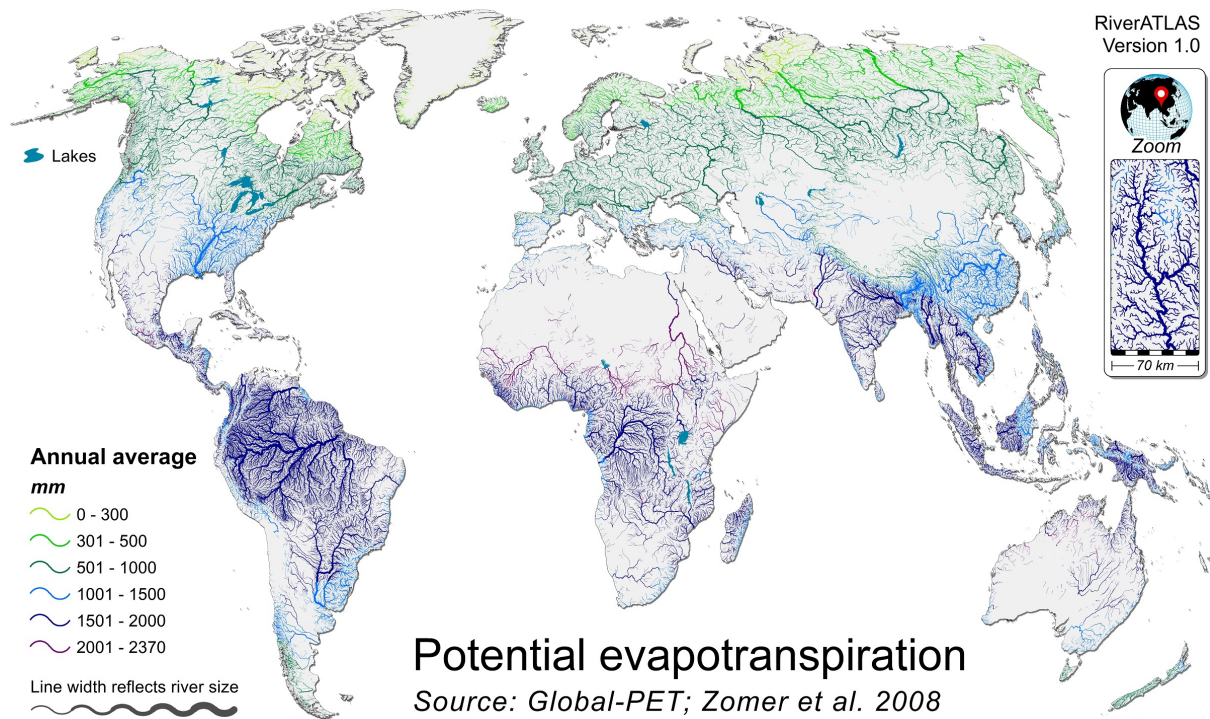 RiverATLAS
Version 1.0
Zoom
70 km
Lakes
Annual average
mm
0 - 300
301 - 500
501 - 1000
1001 - 1500
1501 - 2000
2001 - 2370
Line width reflects river size
Potential evapotranspiration
Source: Global-PET; Zomer et al. 2008